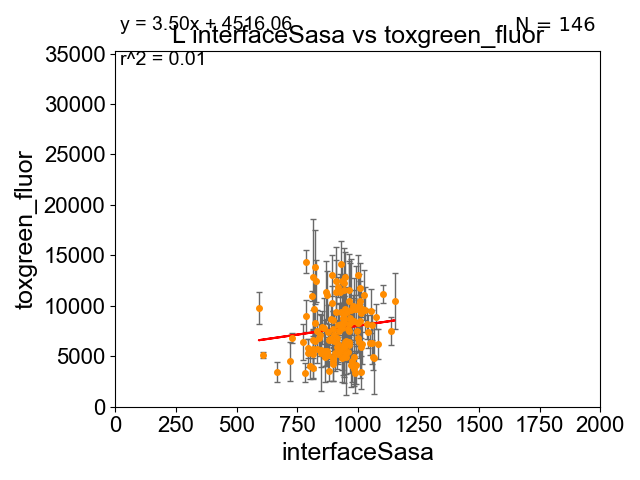 y = 3.50x + 4516.06
N = 146
L interfaceSasa vs toxgreen_fluor
r^2 = 0.01
35000
30000
25000
20000
15000
10000
5000
0
toxgreen_fluor
0 250 500 750 1000 1250 1500 1750 2000
interfaceSasa